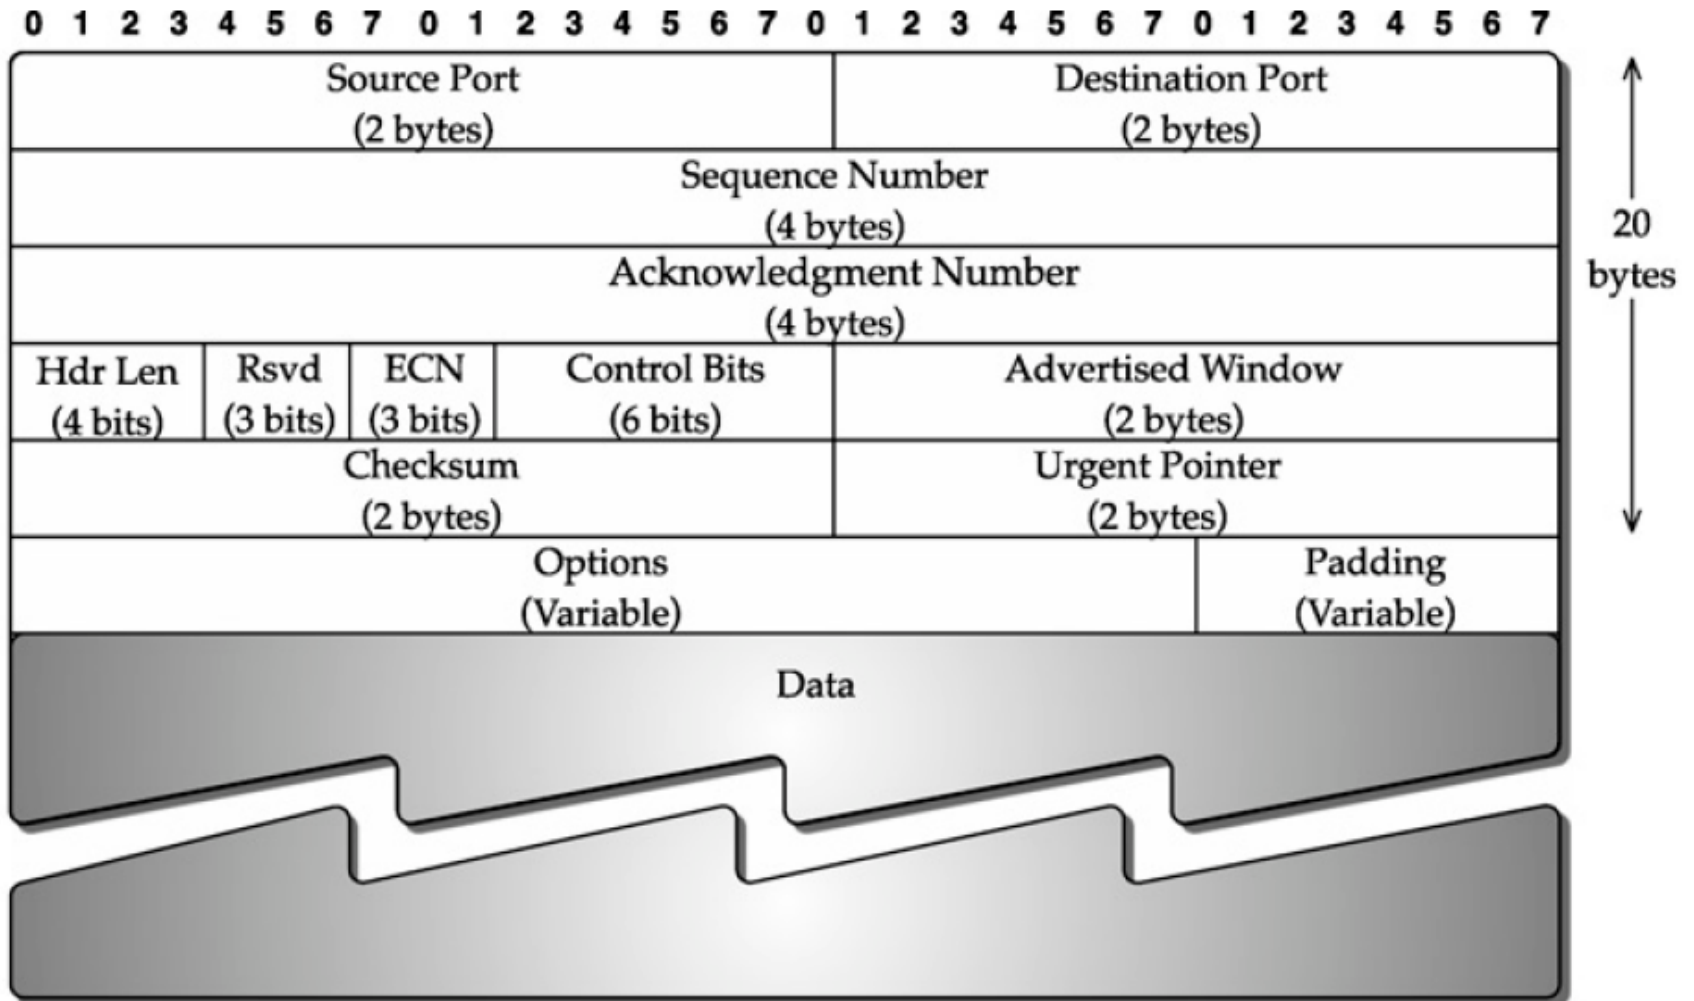 0 1 2 3 4 5 6 7 0 1 2 3 4 5 6 7 0 1 2 3 4 5 6 7 0 1 2 3 4 5 6 7
Source Port
(2 bytes)
Destination Port
(2 bytes)
Sequence Number
(4 bytes)
Acknowledgment Number
(4 bytes)
Hdr Len
(4 bits)
Rsvd
(3 bits)
ECN
(3 bits)
Control Bits
(6 bits)
Advertised Window
(2 bytes)
Checksum
(2 bytes)
Urgent Pointer
(2 bytes)
20
bytes
Options
(Variable)
Padding
(Variable)
Data